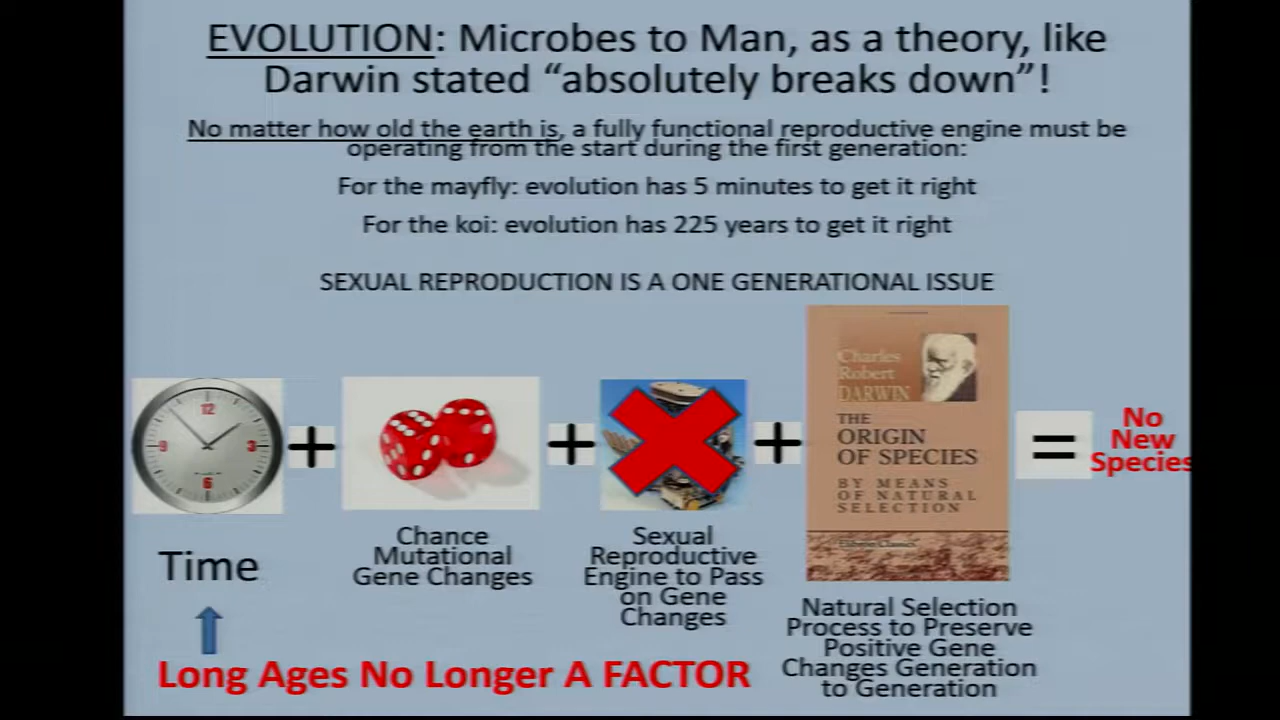 EVOLUTION: Microbes to Man, as a theory, like
Darwin stated “absolutely breaks down”!
No matter how old the earth is, a fully functional reproductive engine must be
operating from the start during the first generation:
For the mayfly: evolution has 5 minutes to get it right
For the koi: evolution has 225 years to get it right
SEXUAL REPRODUCTION IS A ONE GENERATIONAL ISSUE
12
3
6
9
+
+
+
Charles
Robert
DARWIN
THE
ORIGIN
OF SPECIES
BY MEANS
OF NATURAL
SELECTION
=
No
New
Species
Time
Chance
Mutational
Gene Changes
Sexual
Reproductive
Engine to Pass
on Gene
Changes
Natural Selection
Process to Preserve
Positive Gene
Changes Generation
to Generation
Long Ages No Longer A FACTOR